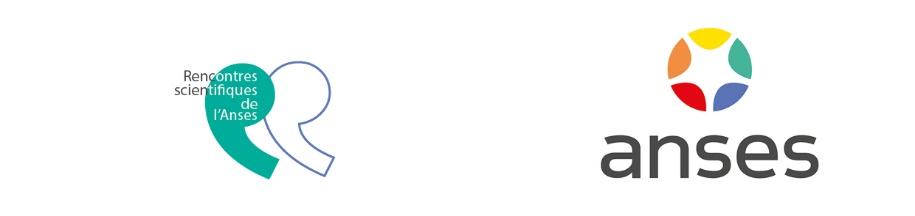 Rencontres
scientifiques
de
l'Anses
anses